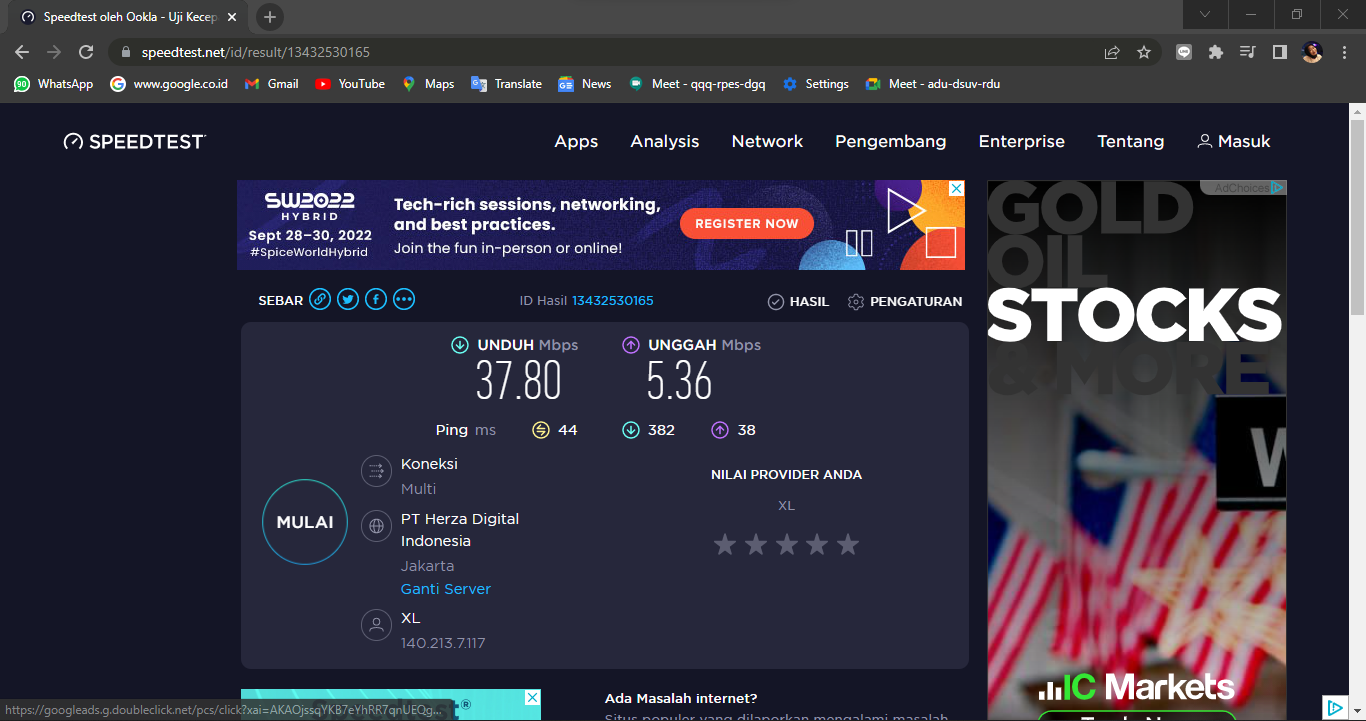 Speedtest oleh Ookla - Uji Kecep
speedtest.net/id/result/13432530165
90 WhatsApp www.google.co.id Gmail YouTube Maps Translate News Meet - qqq-rpes-dgq Settings Meet - adu-dsuv-rdu
SPEEDTEST Apps Analysis Network Pengembang Enterprise Tentang Masuk
SW2022
HYBRID
Sept 28–30, 2022
#SpiceWorldHybrid
Tech-rich sessions, networking,
and best practices.
Join the fun in-person or online!
REGISTER NOW
AdChoices
GOLD
OIL
STOCKS
& MORE
W
IC Markets
SEBAR ID Hasil 13432530165 HASIL PENGATURAN
UNDUH Mbps UNGGAH Mbps
37.80 5.36
Ping ms 44 382 38
MULAI
Koneksi
Multi
PT Herza Digital
Indonesia
Jakarta
Ganti Server
XL
140.213.7.117
NILAI PROVIDER ANDA
XL
Ada Masalah internet?
Situs populer yang dilaporkan mengalami masalah
https://googleads.g.doubleclick.net/pcs/click?xai=AKAOjssqYKB7eYhRR7qnUEQg...